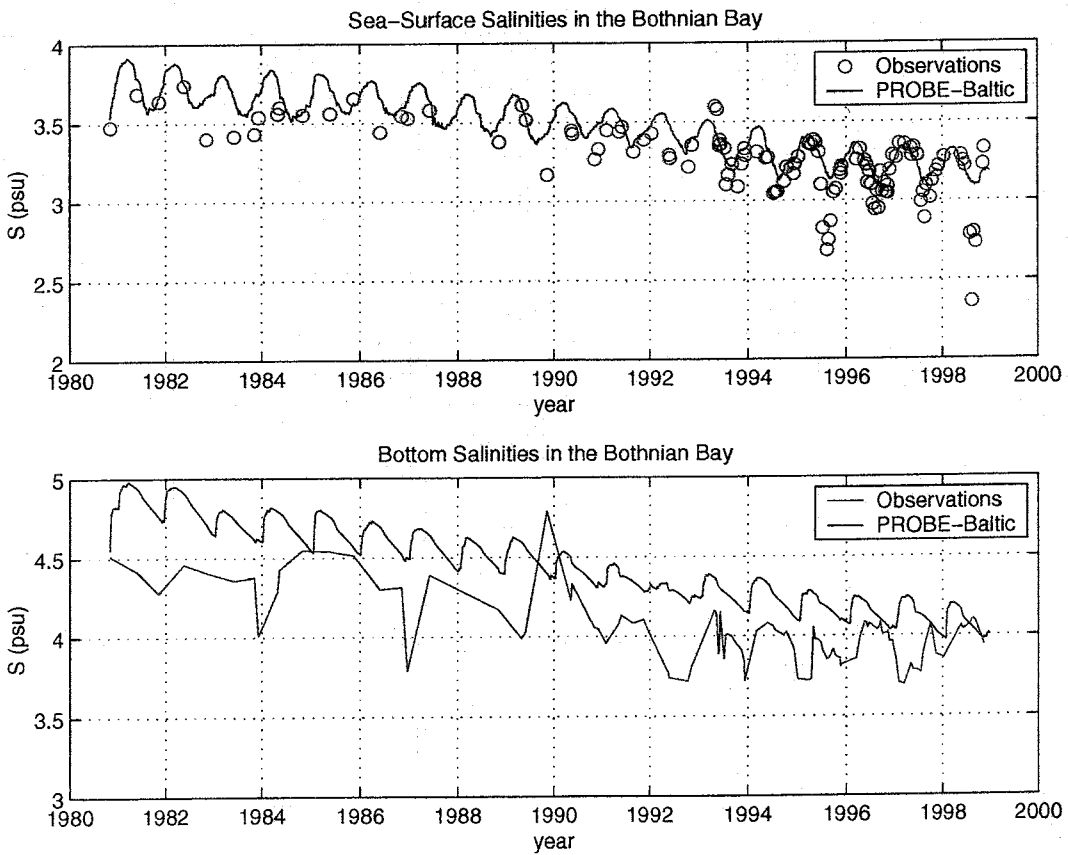 Sea-Surface Salinities in the Bothnian Bay
4
3.5
3
2.5
2
S (psu)
Observations
PROBE-Baltic
1980 1982 1984 1986 1988 1990 1992 1994 1996 1998 2000
year
Bottom Salinities in the Bothnian Bay
5
4.5
4
3.5
3
S (psu)
Observations
PROBE-Baltic
1980 1982 1984 1986 1988 1990 1992 1994 1996 1998 2000
year